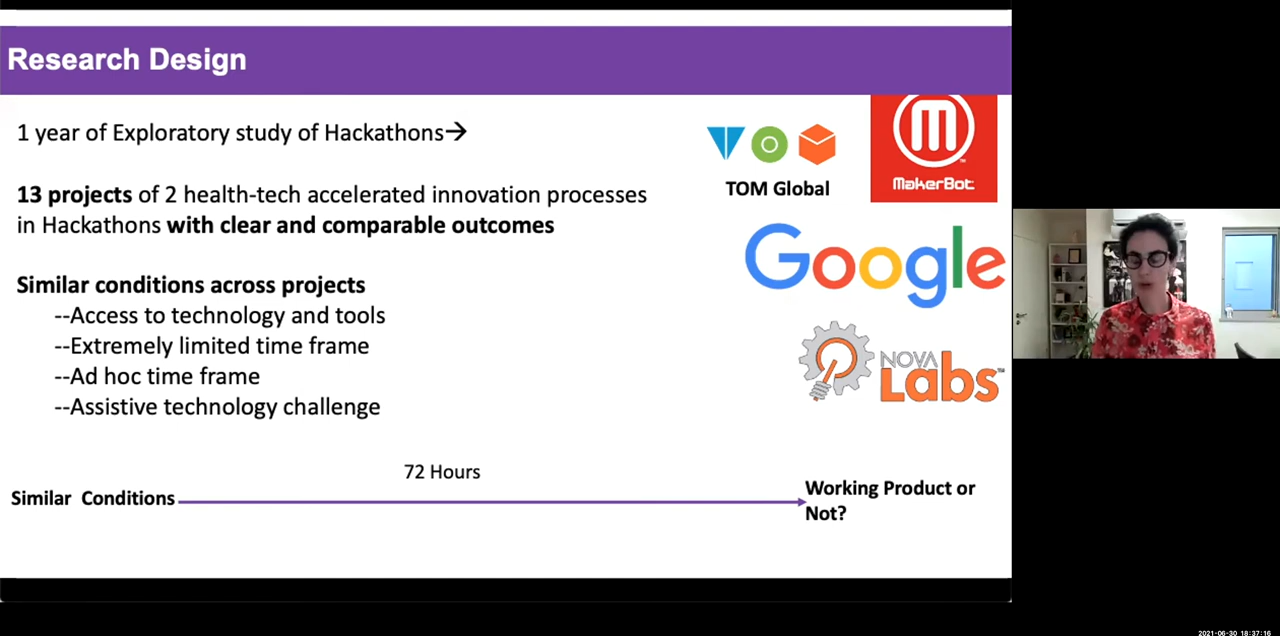 Research Design
1 year of Exploratory study of Hackathons→
13 projects of 2 health-tech accelerated innovation processes
in Hackathons with clear and comparable outcomes
Similar conditions across projects
--Access to technology and tools
--Extremely limited time frame
--Ad hoc time frame
--Assistive technology challenge
TOM Global
MakerBot
Google
NOVA
Labs™
72 Hours
Similar Conditions
Working Product or
Not?
2021-06-30 18:37:16